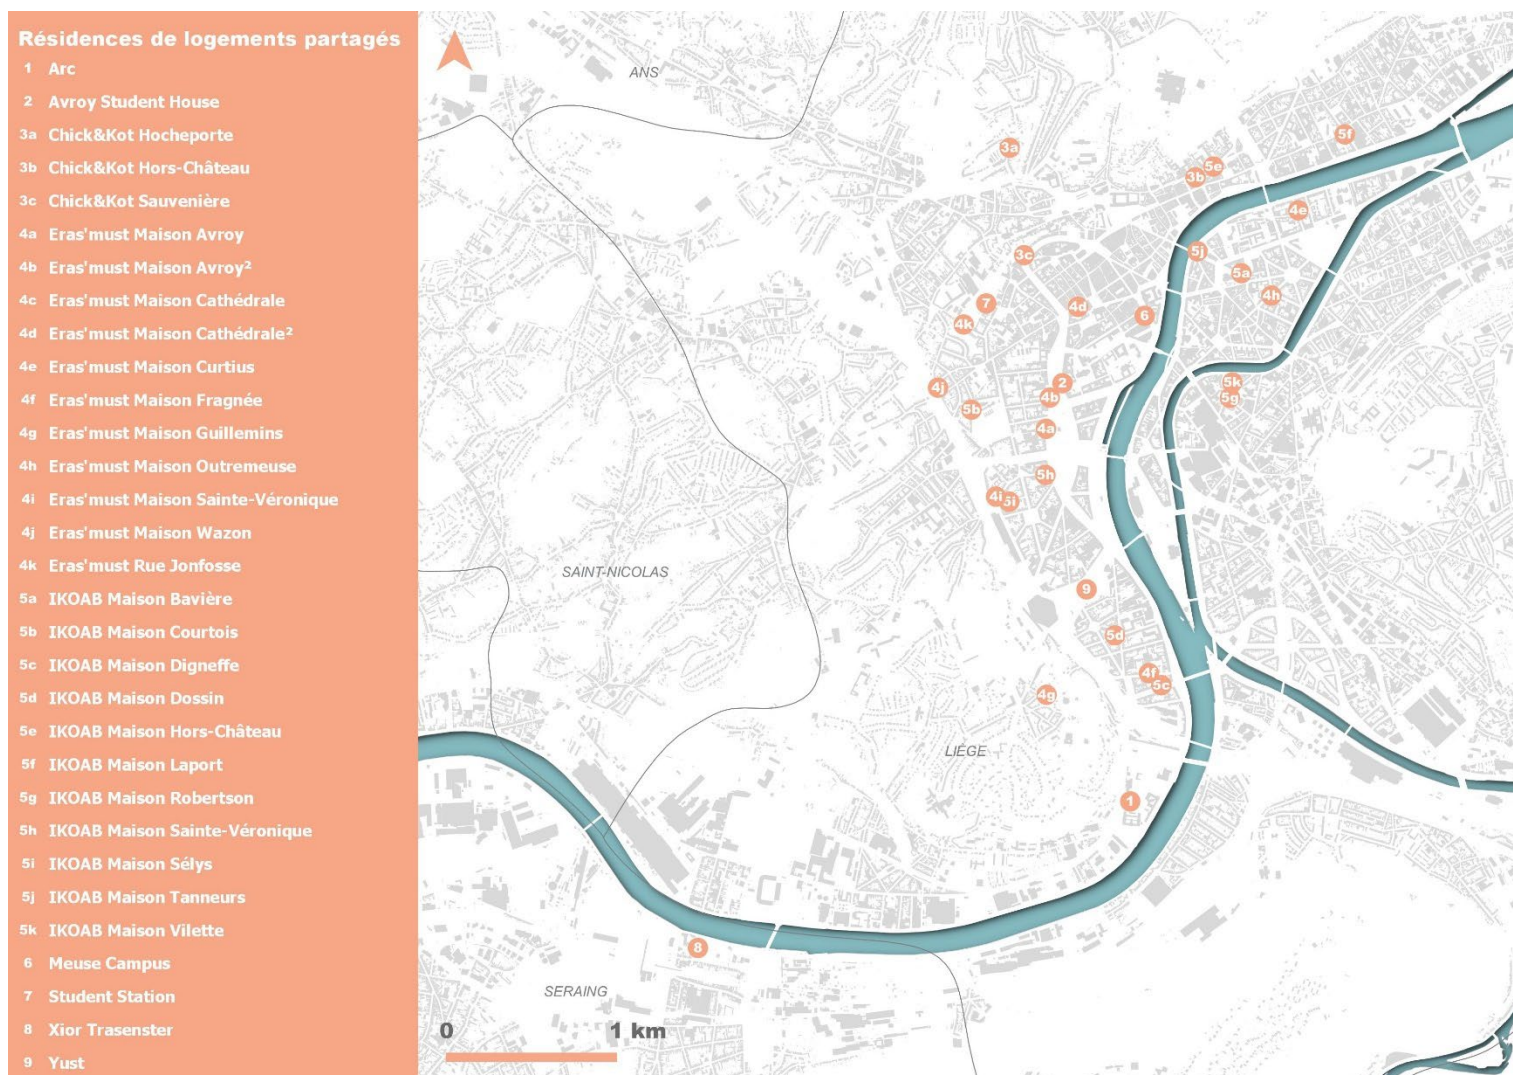 Résidences de logements partagés
1 Arc
2 Avroy Student House
3a Chick&Kot Hocheporte
3b Chick&Kot Hors-Château
3c Chick&Kot Sauvenière
4a Eras'must Maison Avroy
4b Eras'must Maison Avroy²
4c Eras'must Maison Cathédrale
4d Eras'must Maison Cathédrale²
4e Eras'must Maison Curtius
4f Eras'must Maison Fragnée
4g Eras'must Maison Guillemins
4h Eras'must Maison Outremeuse
4i Eras'must Maison Sainte-Véronique
4j Eras'must Maison Wazon
4k Eras'must Rue Jonfosse
5a IKOAB Maison Bavière
5b IKOAB Maison Courtois
5c IKOAB Maison Digneffe
5d IKOAB Maison Dossin
5e IKOAB Maison Hors-Château
5f IKOAB Maison Laport
5g IKOAB Maison Robertson
5h IKOAB Maison Sainte-Véronique
5i IKOAB Maison Sélys
5j IKOAB Maison Tanneurs
5k IKOAB Maison Vilette
6 Meuse Campus
7 Student Station
8 Xior Trasenster
9 Yust
ANS
5f
3a
5e
3b
4e
5j
3c
5a
4h
7
4d
6
4k
2
5k
4j
4b
5g
5b
4a
5h
4i
5i
SAINT-NICOLAS
9
5d
4f
5c
4g
LIÈGE
1
8
SERAING
0 1 km